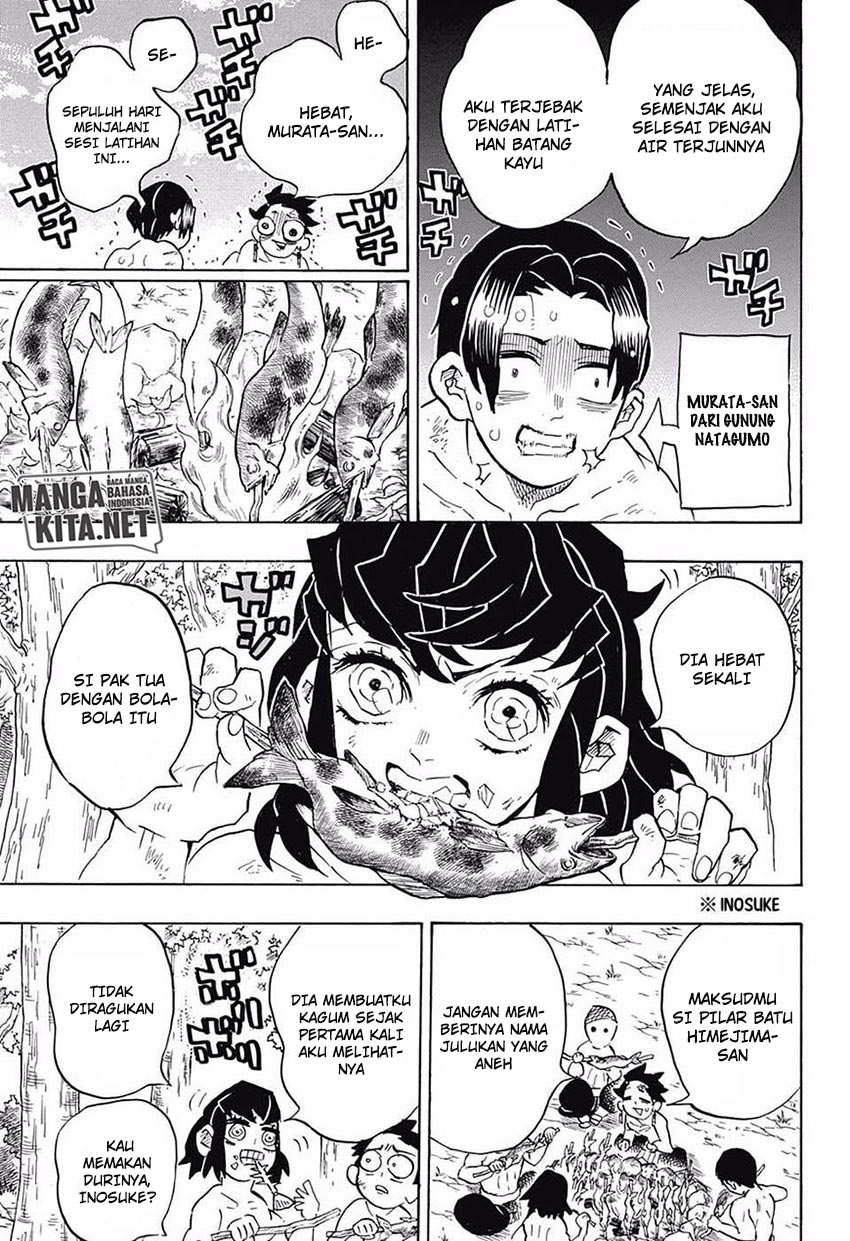 YANG JELAS,
SEMENJAK AKU
SELESAI DENGAN
AIR TERJUNNYA
AKU TERJEBAK
DENGAN LATI-
HAN BATANG
KAYU
MURATA-SAN
DARI GUNUNG
NATAGUMO
HE-
HEBAT,
MURATA-SAN...
SE-
SEPULUH HARI
MENJALANI
SESI LATIHAN
INI...
MANGA
KITA.NET
BACA MANGA
BAHASA
INDONESIA
DIA HEBAT
SEKALI
SI PAK TUA
DENGAN BOLA-
BOLA ITU
※ INOSUKE
MAKSUDMU
SI PILAR BATU
HIMEJIMA-
SAN
JANGAN MEM-
BERINYA NAMA
JULUKAN YANG
ANEH
DIA MEMBUATKU
KAGUM SEJAK
PERTAMA KALI
AKU MELIHAT-
NYA
TIDAK
DIRAGUKAN
LAGI
KAU
MEMAKAN
DURINYA,
INOSUKE?